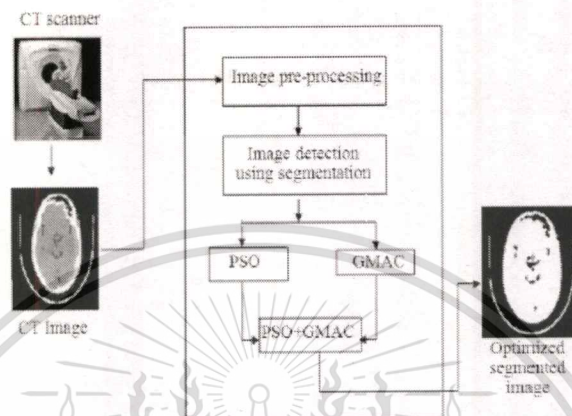 CT scanner
Image pre-processing
Image detection
using segmentation
PSO
GMAC
CT Image
PSO+GMAC
Optimized
segmented
image